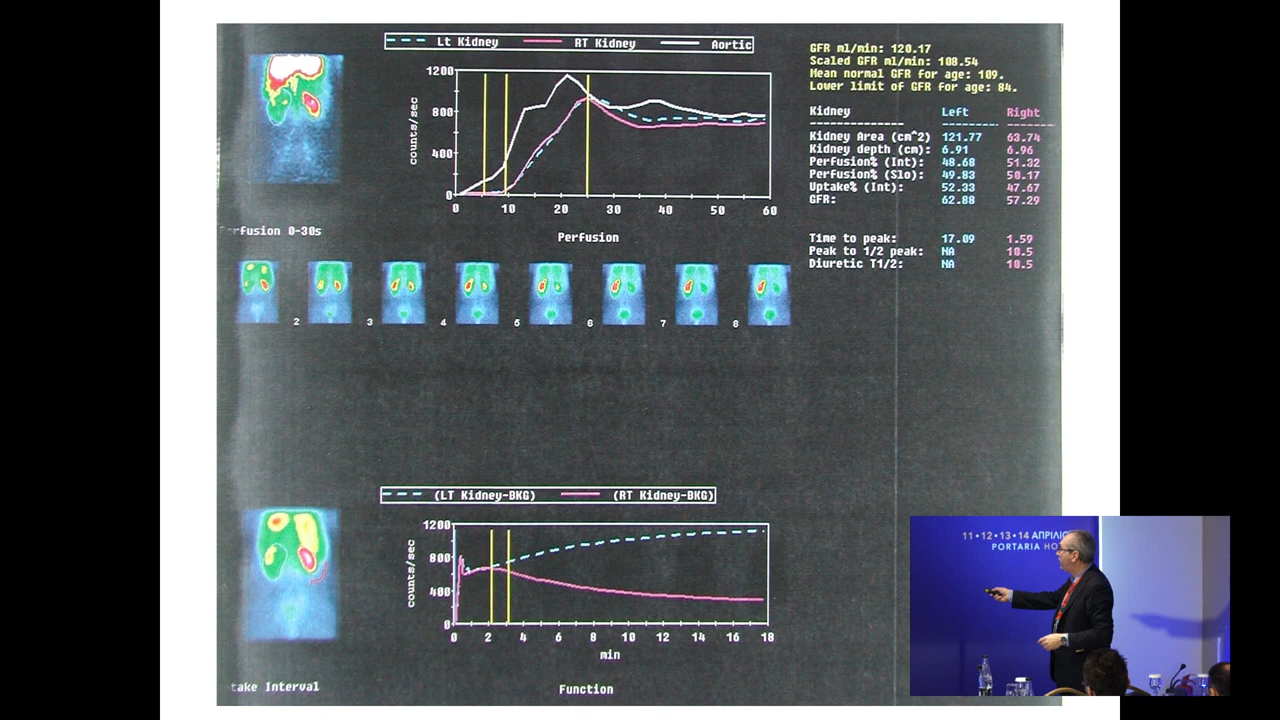 Lt Kidney RT Kidney Aortic
1200
800
400
0
counts/sec
0 10 20 30 40 50 60
Perfusion
GFR ml/min: 120.17
Scaled GFR ml/min: 108.54
Mean normal GFR for age: 109.
Lower limit of GFR for age: 84.
Kidney Left Right
Kidney Area (cm^2) 121.77 63.74
Kidney depth (cm): 6.91 6.96
Perfusion% (Int): 48.68 51.32
Perfusion% (Slo): 49.83 50.17
Uptake% (Int): 52.33 47.67
GFR: 62.88 57.29
Time to peak: 17.09 1.59
Peak to 1/2 peak: NA 10.5
Diuretic T1/2: NA 10.5
Perfusion 0-30s
2 3 4 5 6 7 8
(LT Kidney-BKG) (RT Kidney-BKG)
1200
800
400
0
counts/sec
0 2 4 6 8 10 12 14 16 18
min
Function
take Interval
11•12•13•14 ΑΠΡΙΛΙΟ
PORTARIA HO